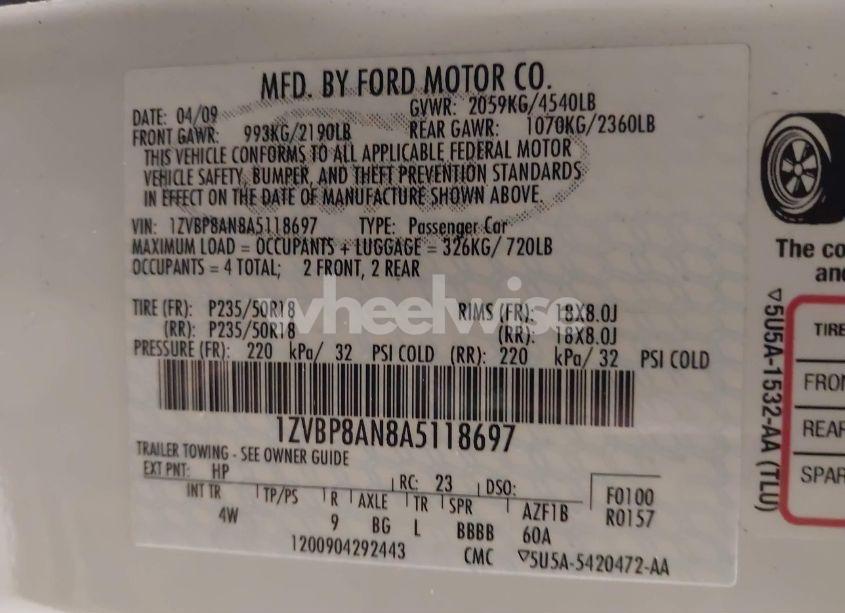 MFD. BY FORD MOTOR CO.
DATE: 04/09 GVWR: 2059KG/4540LB
FRONT GAWR: 993KG/2190LB REAR GAWR: 1070KG/2360LB
THIS VEHICLE CONFORMS TO ALL APPLICABLE FEDERAL MOTOR
VEHICLE SAFETY, BUMPER, AND THEFT PREVENTION STANDARDS
IN EFFECT ON THE DATE OF MANUFACTURE SHOWN ABOVE.
VIN: 1ZVBP8AN8A5118697 TYPE: Passenger Car
MAXIMUM LOAD = OCCUPANTS + LUGGAGE = 326KG/ 720LB
OCCUPANTS = 4 TOTAL; 2 FRONT, 2 REAR
TIRE (FR): P235/50R18 RIMS (FR): 18X8.0J
(RR): P235/50R18 (RR): 18X8.0J
PRESSURE (FR): 220 kPa/ 32 PSI COLD (RR): 220 kPa/ 32 PSI COLD
1ZVBP8AN8A5118697
TRAILER TOWING - SEE OWNER GUIDE
EXT PNT: HP RC: 23 DSO:
INT TR TP/PS R AXLE TR SPR AZF1B F0100
4W 9 BG L BBBB 60A R0157
1200904292443 CMC ▽5U5A-5420472-AA
wheelwise
The co
and
▽5U5A-1532-AA (TLU)
TIRE
FRON
REAR
SPAR